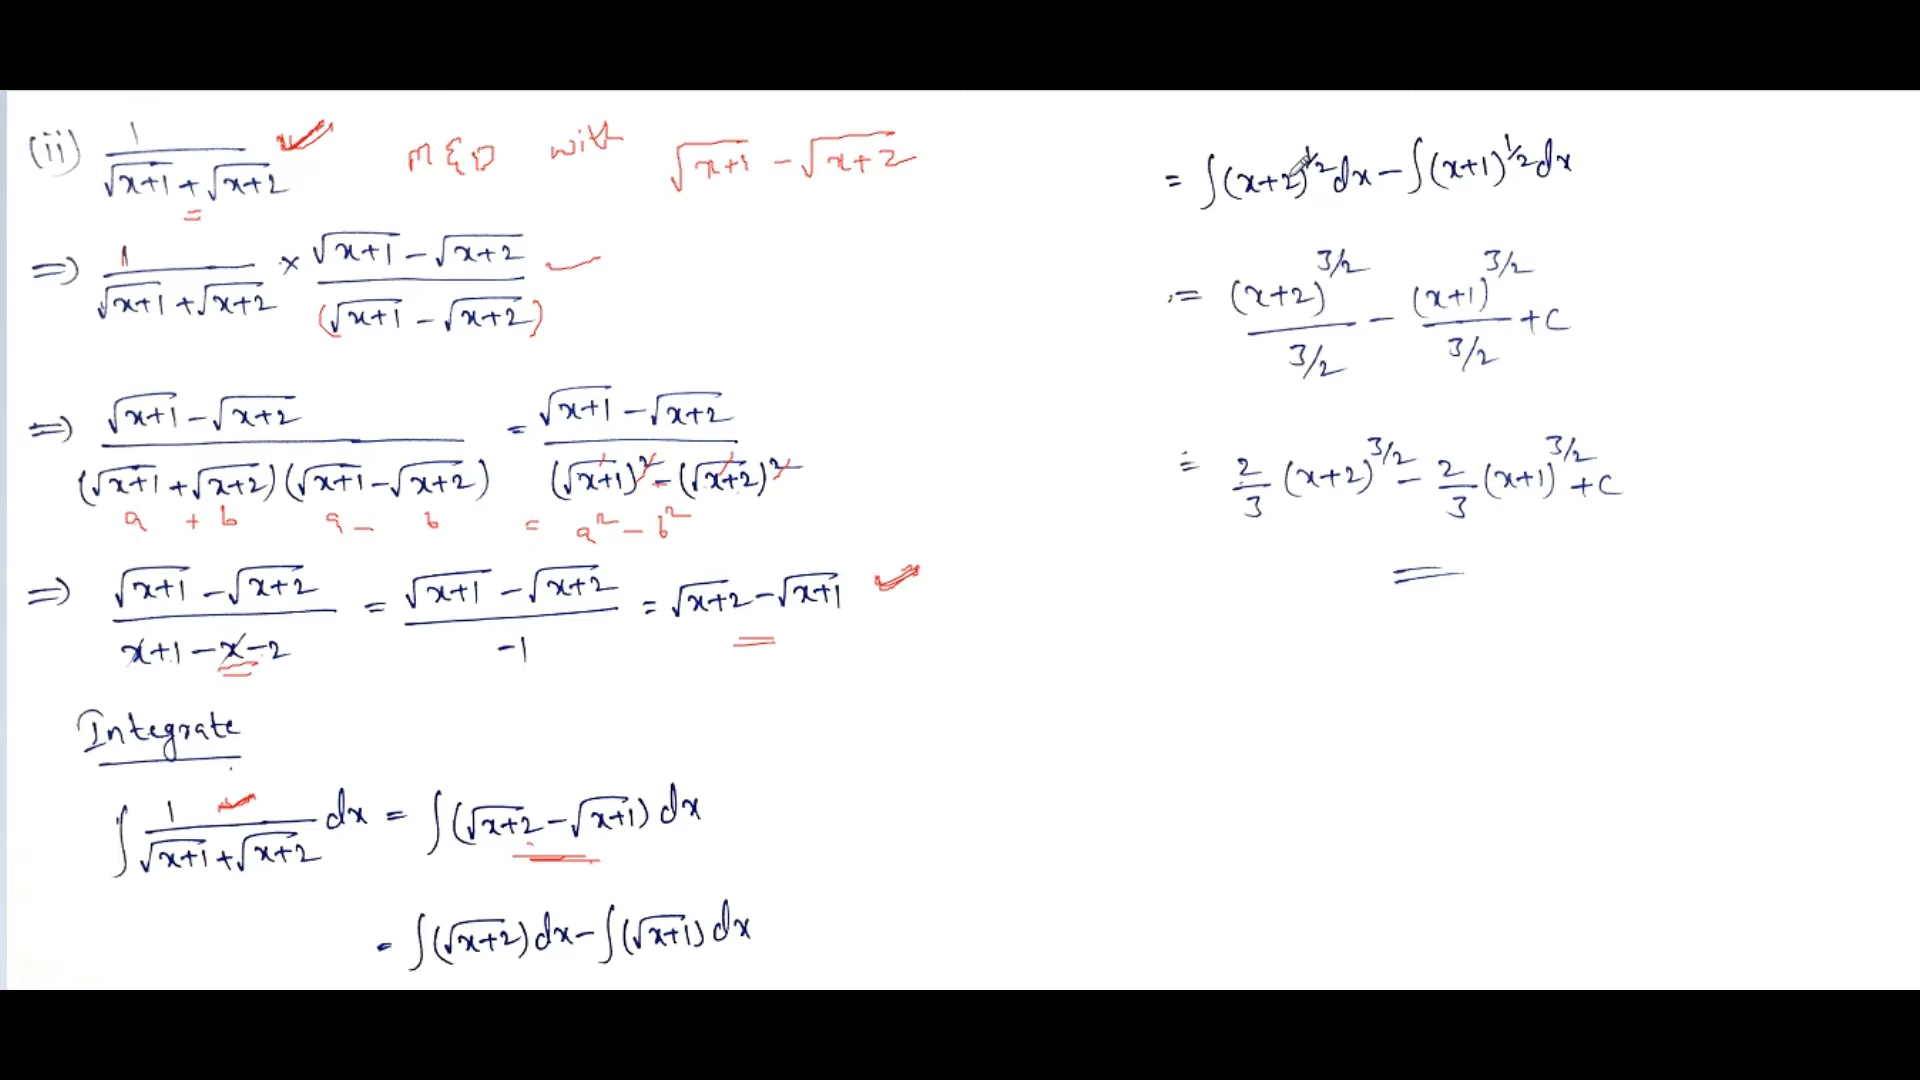 (ii) 1/(√(x+1) + √(x+2)) M&D with √(x+1) - √(x+2)
=
⇒) 1/(√(x+1) + √(x+2)) × (√(x+1) - √(x+2))/(√(x+1) - √(x+2))
⇒) (√(x+1) - √(x+2))/((√(x+1) + √(x+2))(√(x+1) - √(x+2))) = (√(x+1) - √(x+2))/((√(x+1))² - (√(x+2))²)
a + b a - b = a² - b²
⇒) (√(x+1) - √(x+2))/(x+1-x-2) = (√(x+1) - √(x+2))/(-1) = √(x+2) - √(x+1)
Integrate
∫ 1/(√(x+1) + √(x+2)) dx = ∫(√(x+2) - √(x+1)) dx
= ∫(√(x+2)) dx - ∫(√(x+1)) dx
= ∫(x+2)^1/2 dx - ∫(x+1)^1/2 dx
= (x+2)^3/2/(3/2) - (x+1)^3/2/(3/2) + C
= 2/3 (x+2)^3/2 - 2/3 (x+1)^3/2 + C